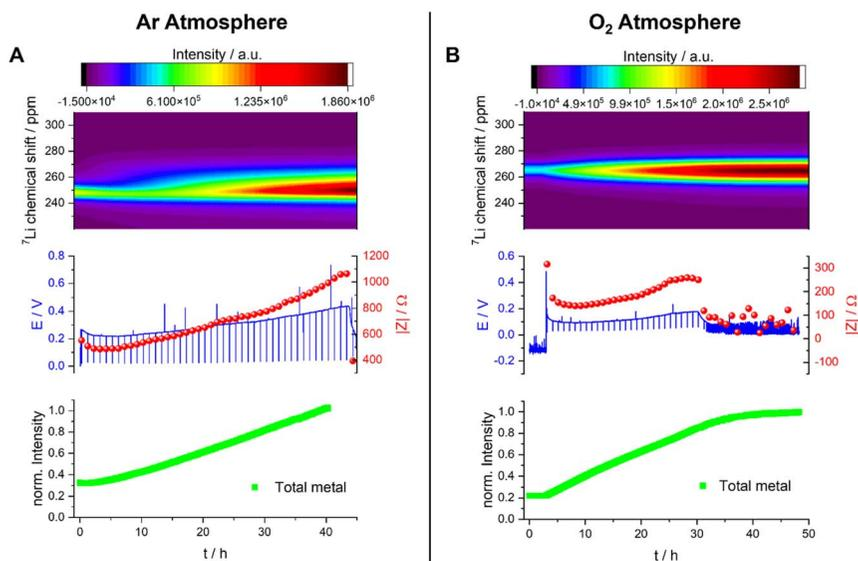 Ar Atmosphere
O₂ Atmosphere
A
Intensity / a.u.
-1.500×10⁴ 6.100×10⁵ 1.235×10⁶ 1.860×10⁶
⁷Li chemical shift / ppm
300
280
260
240
0.8
0.6
0.4
0.2
0.0
E / V
1200
1000
800
600
400
|Z| / Ω
1.0
0.8
0.6
0.4
0.2
0.0
norm. Intensity
Total metal
0 10 20 30 40
t / h
B
Intensity / a.u.
-1.0×10⁴ 4.9×10⁵ 9.9×10⁵ 1.5×10⁶ 2.0×10⁶ 2.5×10⁶
⁷Li chemical shift / ppm
300
280
260
240
0.6
0.4
0.2
0.0
-0.2
E / V
300
200
100
0
-100
|Z| / Ω
1.0
0.8
0.6
0.4
0.2
0.0
norm. Intensity
Total metal
0 10 20 30 40 50
t / h